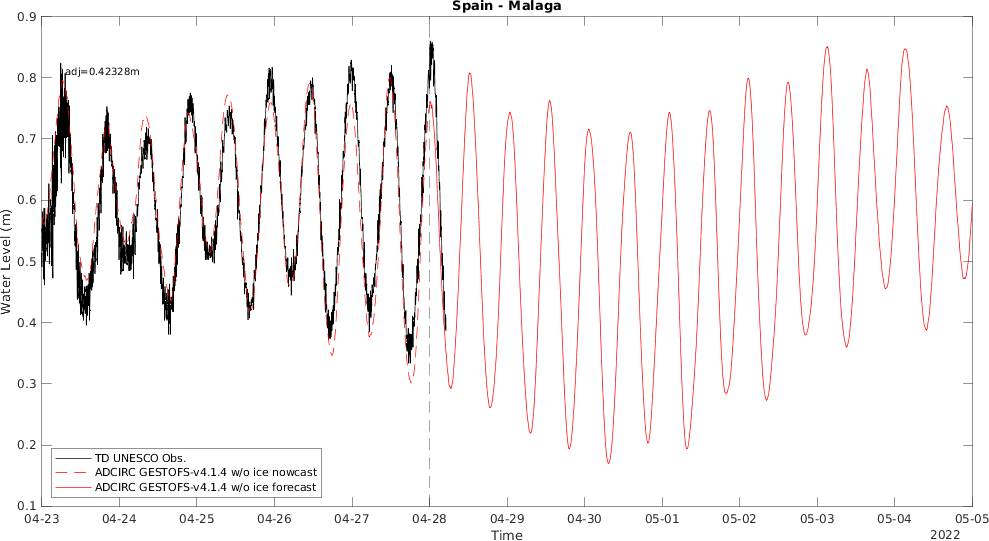 Spain - Malaga
0.9
0.8
0.7
0.6
0.5
0.4
0.3
0.2
0.1
Water Level (m)
adj=0.42328m
TD UNESCO Obs.
ADCIRC GESTOFS-v4.1.4 w/o ice nowcast
ADCIRC GESTOFS-v4.1.4 w/o ice forecast
04-23 04-24 04-25 04-26 04-27 04-28 04-29 04-30 05-01 05-02 05-03 05-04 05-05
Time
2022